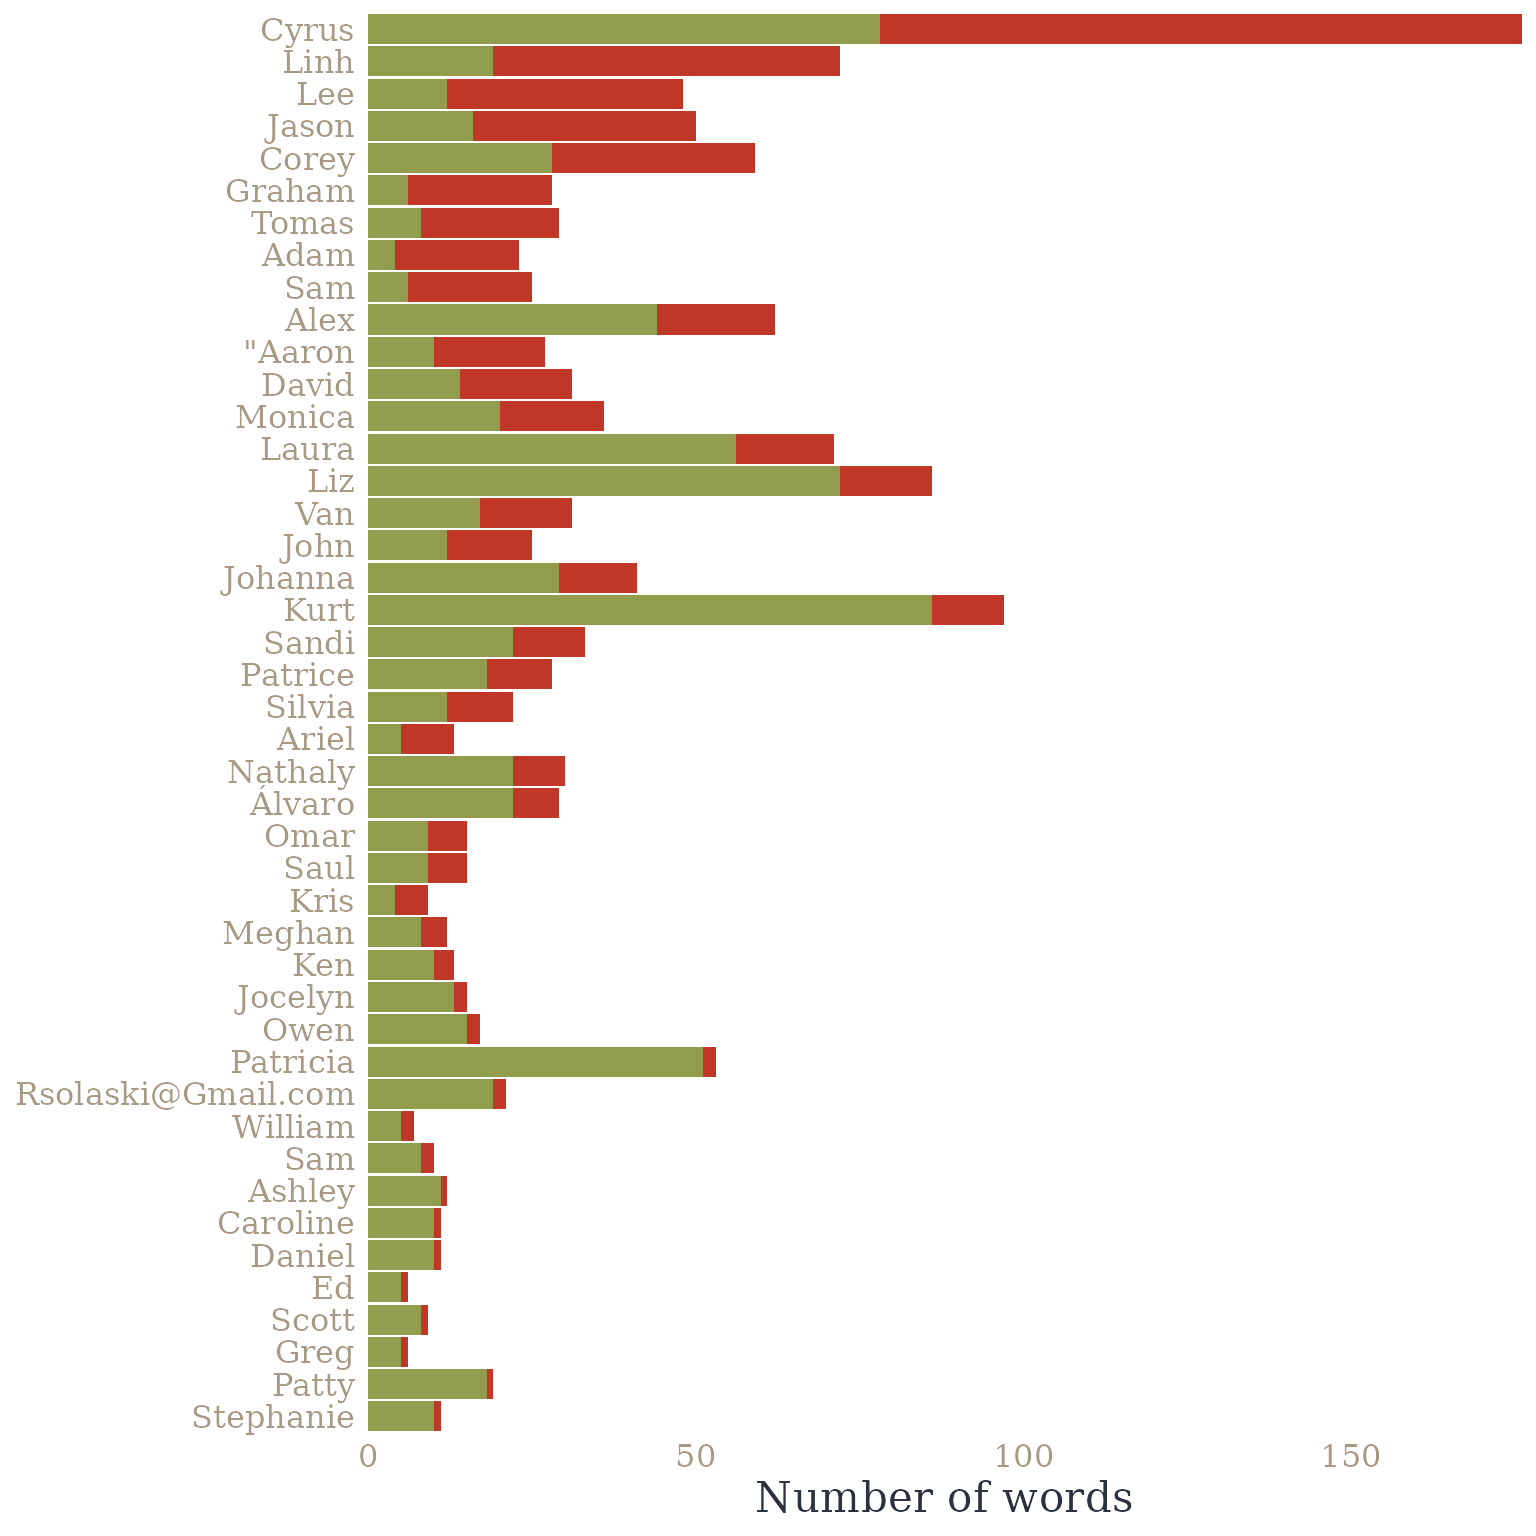 Cyrus
Linh
Lee
Jason
Corey
Graham
Tomas
Adam
Sam
Alex
"Aaron
David
Monica
Laura
Liz
Van
John
Johanna
Kurt
Sandi
Patrice
Silvia
Ariel
Nathaly
Álvaro
Omar
Saul
Kris
Meghan
Ken
Jocelyn
Owen
Patricia
Rsolaski@Gmail.com
William
Sam
Ashley
Caroline
Daniel
Ed
Scott
Greg
Patty
Stephanie
0 50 100 150
Number of words